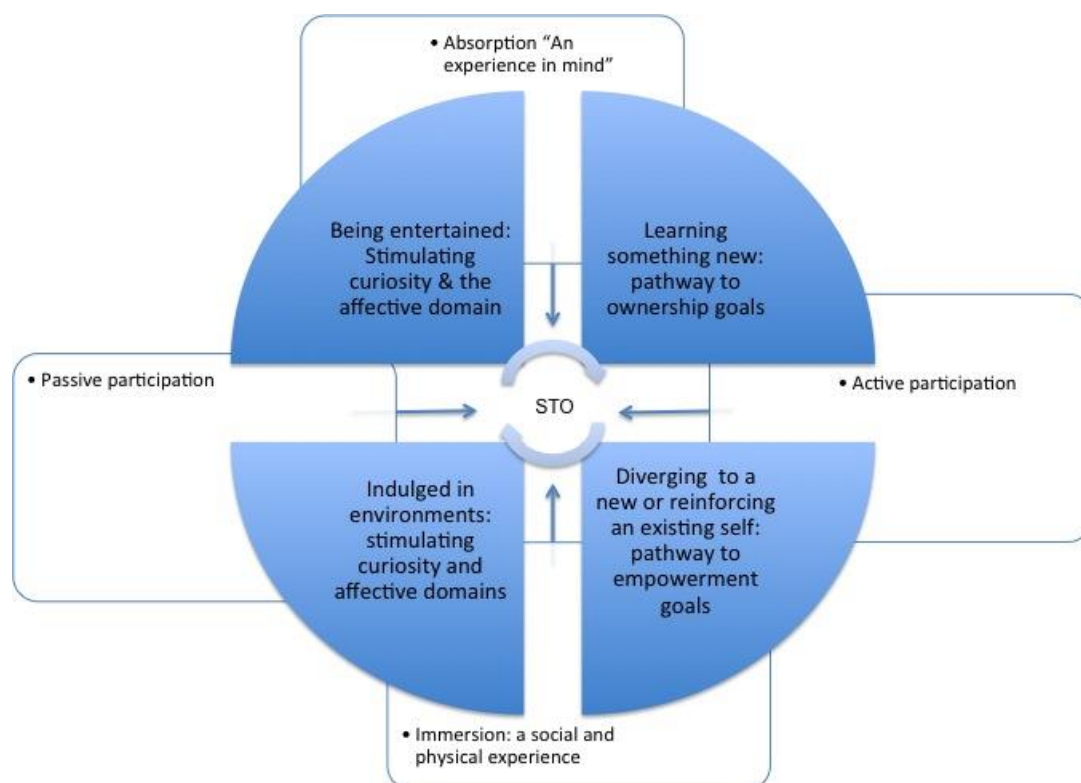 • Absorption “An
experience in mind”
Being entertained:
Stimulating
curiosity & the
affective domain
Learning
something new:
pathway to
ownership goals
• Passive participation
STO
• Active participation
Indulged in
environments:
stimulating
curiosity and
affective domains
Diverging to a
new or reinforcing
an existing self:
pathway to
empowerment
goals
• Immersion: a social and
physical experience